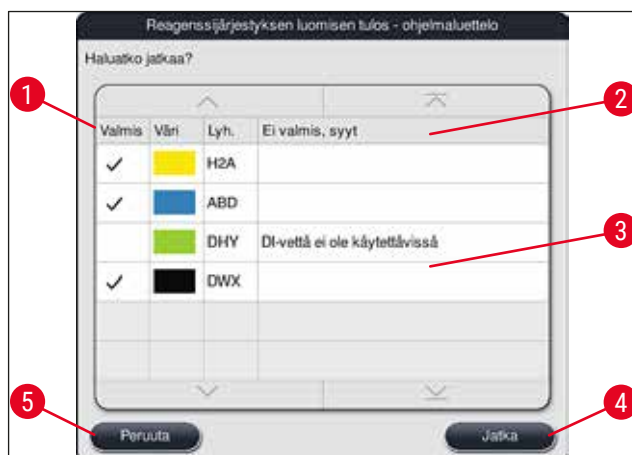 Reagenssijärjestyksen luomisen tulos - ohjelmaluettelo
Haluatko jatkaa?
1
2
Valmis Väri Lyh. Ei valmis, syyt
H2A
ABD
3
DHY DI-vettä ei ole käytettävissä
DWX
5
4
Peruuta
Jatka